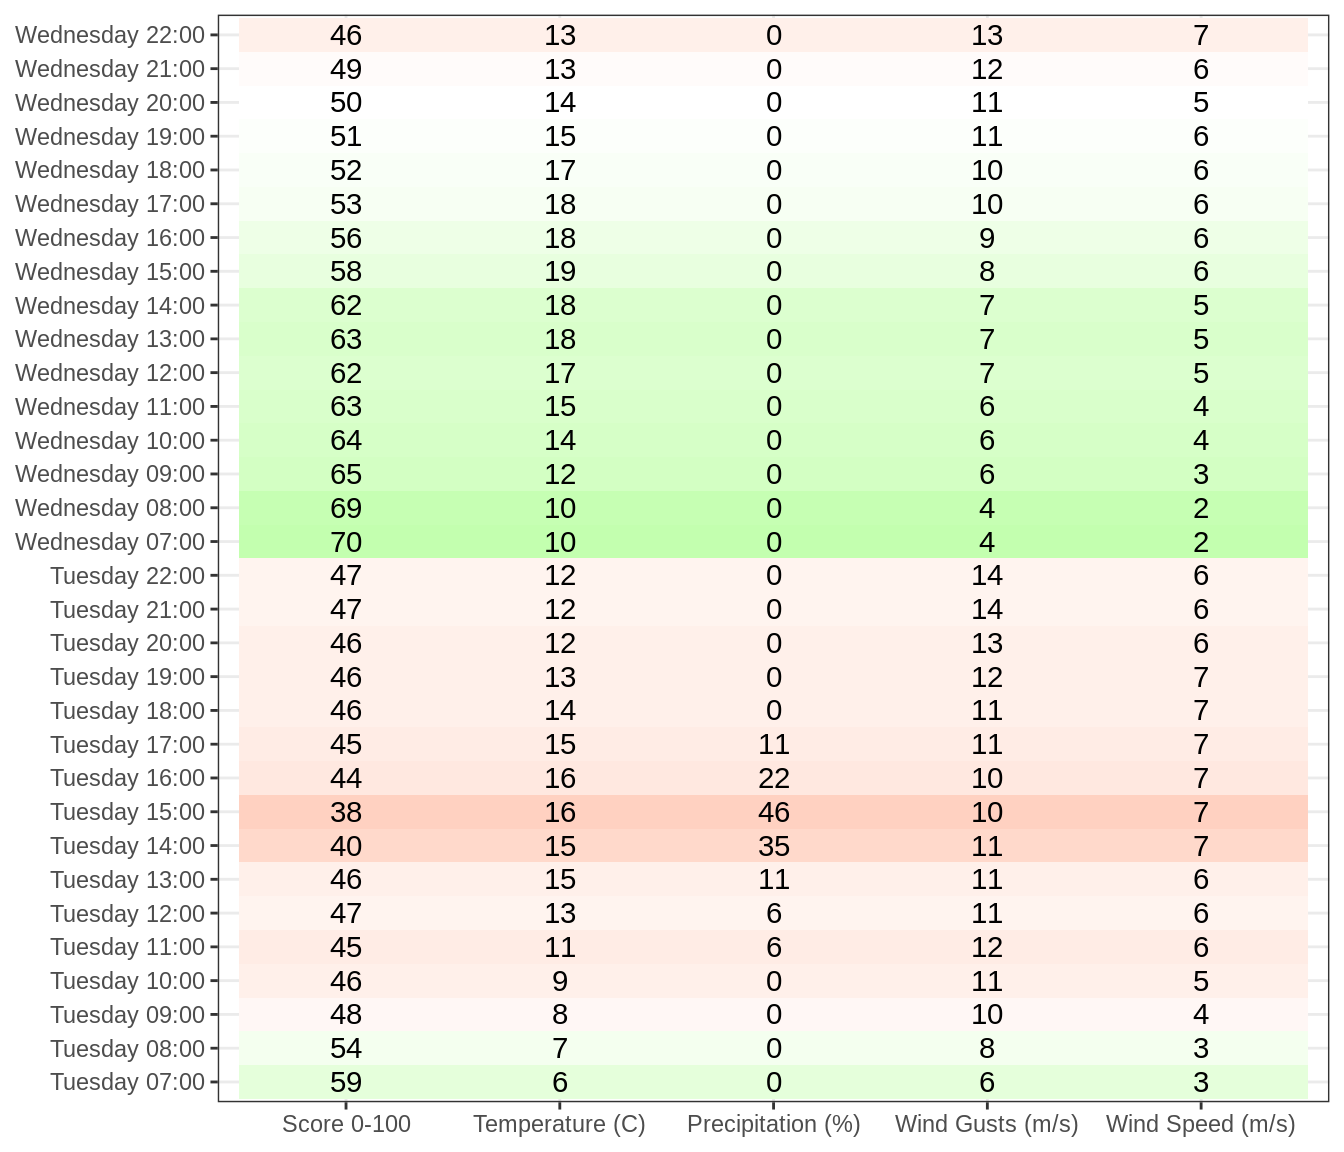 Wednesday 22:00 46 13 0 13 7
Wednesday 21:00 49 13 0 12 6
Wednesday 20:00 50 14 0 11 5
Wednesday 19:00 51 15 0 11 6
Wednesday 18:00 52 17 0 10 6
Wednesday 17:00 53 18 0 10 6
Wednesday 16:00 56 18 0 9 6
Wednesday 15:00 58 19 0 8 6
Wednesday 14:00 62 18 0 7 5
Wednesday 13:00 63 18 0 7 5
Wednesday 12:00 62 17 0 7 5
Wednesday 11:00 63 15 0 6 4
Wednesday 10:00 64 14 0 6 4
Wednesday 09:00 65 12 0 6 3
Wednesday 08:00 69 10 0 4 2
Wednesday 07:00 70 10 0 4 2
Tuesday 22:00 47 12 0 14 6
Tuesday 21:00 47 12 0 14 6
Tuesday 20:00 46 12 0 13 6
Tuesday 19:00 46 13 0 12 7
Tuesday 18:00 46 14 0 11 7
Tuesday 17:00 45 15 11 11 7
Tuesday 16:00 44 16 22 10 7
Tuesday 15:00 38 16 46 10 7
Tuesday 14:00 40 15 35 11 7
Tuesday 13:00 46 15 11 11 6
Tuesday 12:00 47 13 6 11 6
Tuesday 11:00 45 11 6 12 6
Tuesday 10:00 46 9 0 11 5
Tuesday 09:00 48 8 0 10 4
Tuesday 08:00 54 7 0 8 3
Tuesday 07:00 59 6 0 6 3
Score 0-100 Temperature (C) Precipitation (%) Wind Gusts (m/s) Wind Speed (m/s)